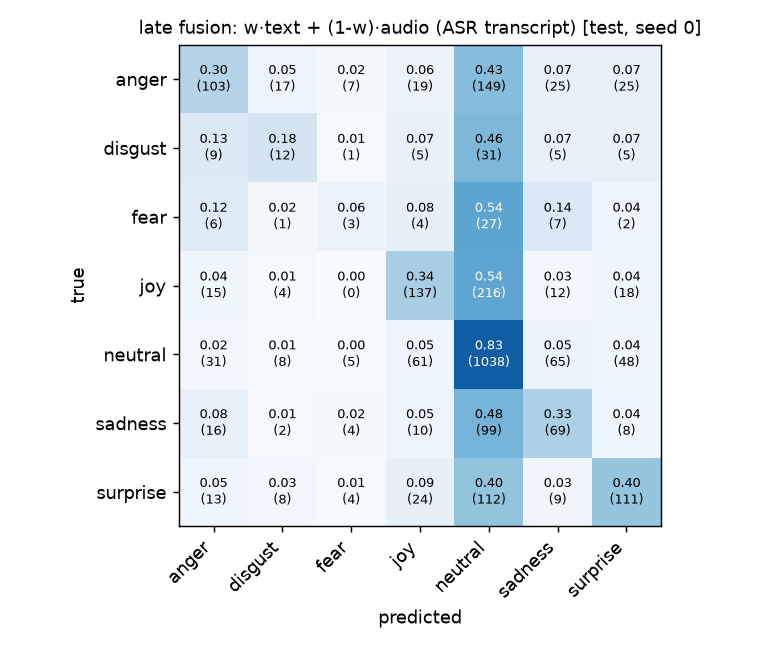 late fusion: w·text + (1-w)·audio (ASR transcript) [test, seed 0]
anger 0.30 0.05 0.02 0.06 0.43 0.07 0.07
(103) (17) (7) (19) (149) (25) (25)
disgust 0.13 0.18 0.01 0.07 0.46 0.07 0.07
(9) (12) (1) (5) (31) (5) (5)
fear 0.12 0.02 0.06 0.08 0.54 0.14 0.04
(6) (1) (3) (4) (27) (7) (2)
true
joy 0.04 0.01 0.00 0.34 0.54 0.03 0.04
(15) (4) (0) (137) (216) (12) (18)
neutral 0.02 0.01 0.00 0.05 0.83 0.05 0.04
(31) (8) (5) (61) (1038) (65) (48)
sadness 0.08 0.01 0.02 0.05 0.48 0.33 0.04
(16) (2) (4) (10) (99) (69) (8)
surprise 0.05 0.03 0.01 0.09 0.40 0.03 0.40
(13) (8) (4) (24) (112) (9) (111)
anger disgust fear joy neutral sadness surprise
predicted